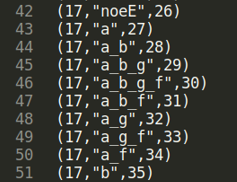 42 (17,"noeE",26)
43 (17,"a",27)
44 (17,"a_b",28)
45 (17,"a_b_g",29)
46 (17,"a_b_g_f",30)
47 (17,"a_b_f",31)
48 (17,"a_g",32)
49 (17,"a_g_f",33)
50 (17,"a_f",34)
51 (17,"b",35)